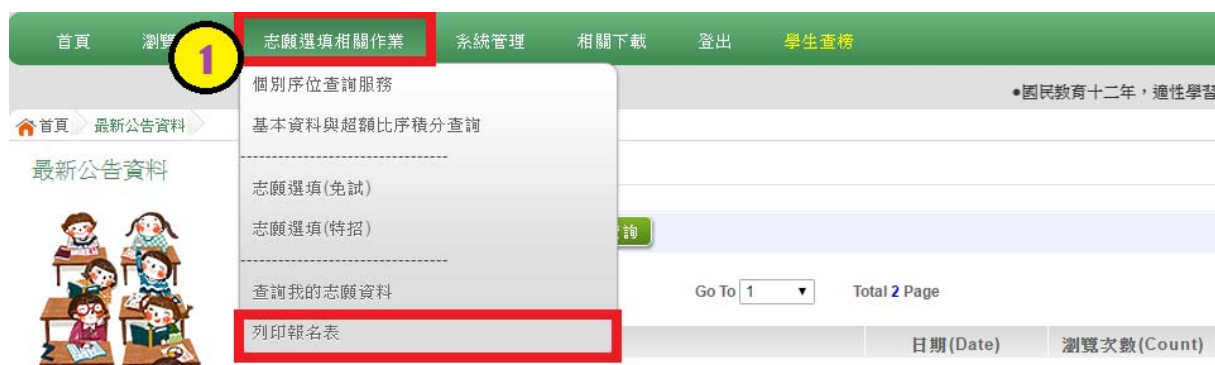 首頁 瀏覽 志願選填相關作業 系統管理 相關下載 登出 學生查榜
1
個別序位查詢服務
•國民教育十二年，適性學習
首頁 最新公告資料
基本資料與超額比序積分查詢
------------------------------
最新公告資料
志願選填(免試)
志願選填(特招)
查詢
------------------------------
查詢我的志願資料
Go To 1 Total 2 Page
列印報名表
日期(Date) 瀏覽次數(Count)